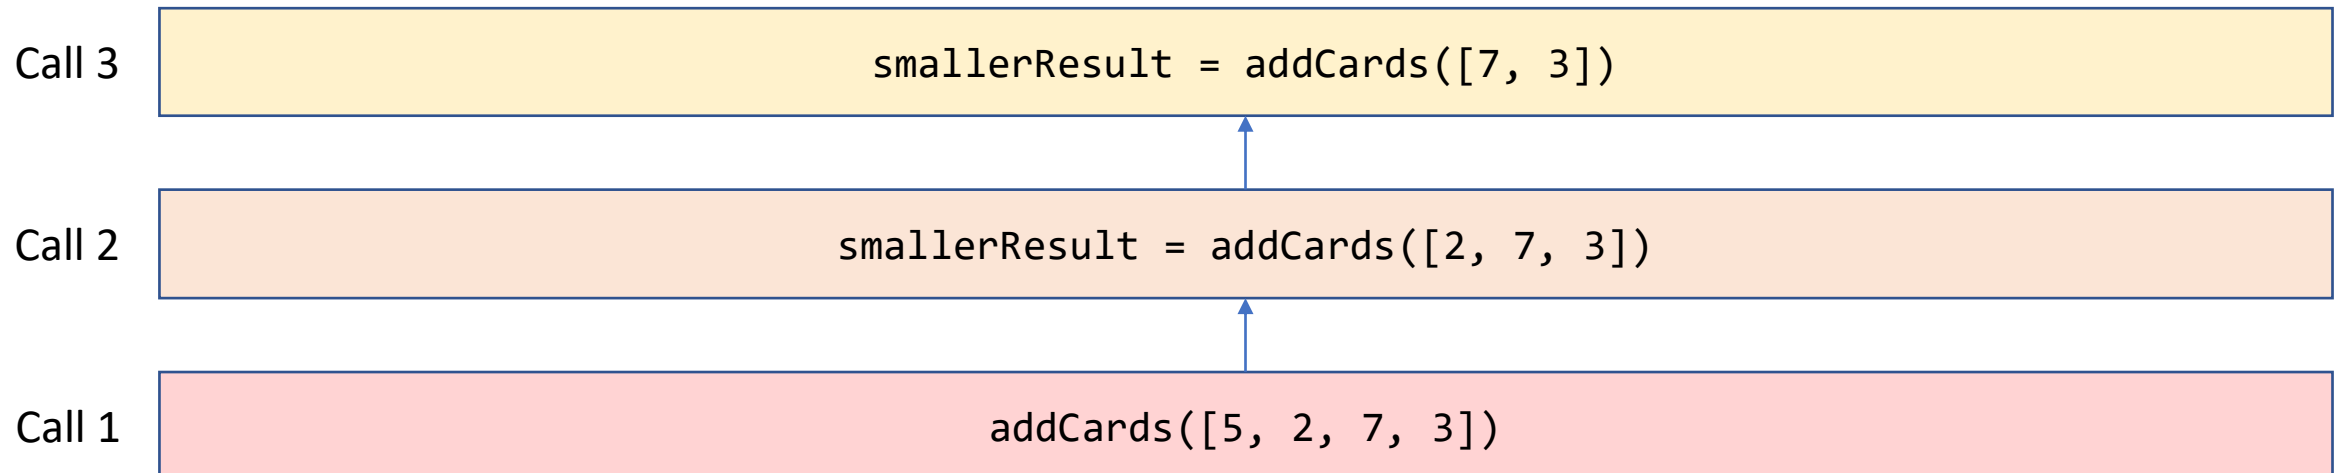 Call 3
smallerResult = addCards([7, 3])
Call 2
smallerResult = addCards([2, 7, 3])
Call 1
addCards([5, 2, 7, 3])